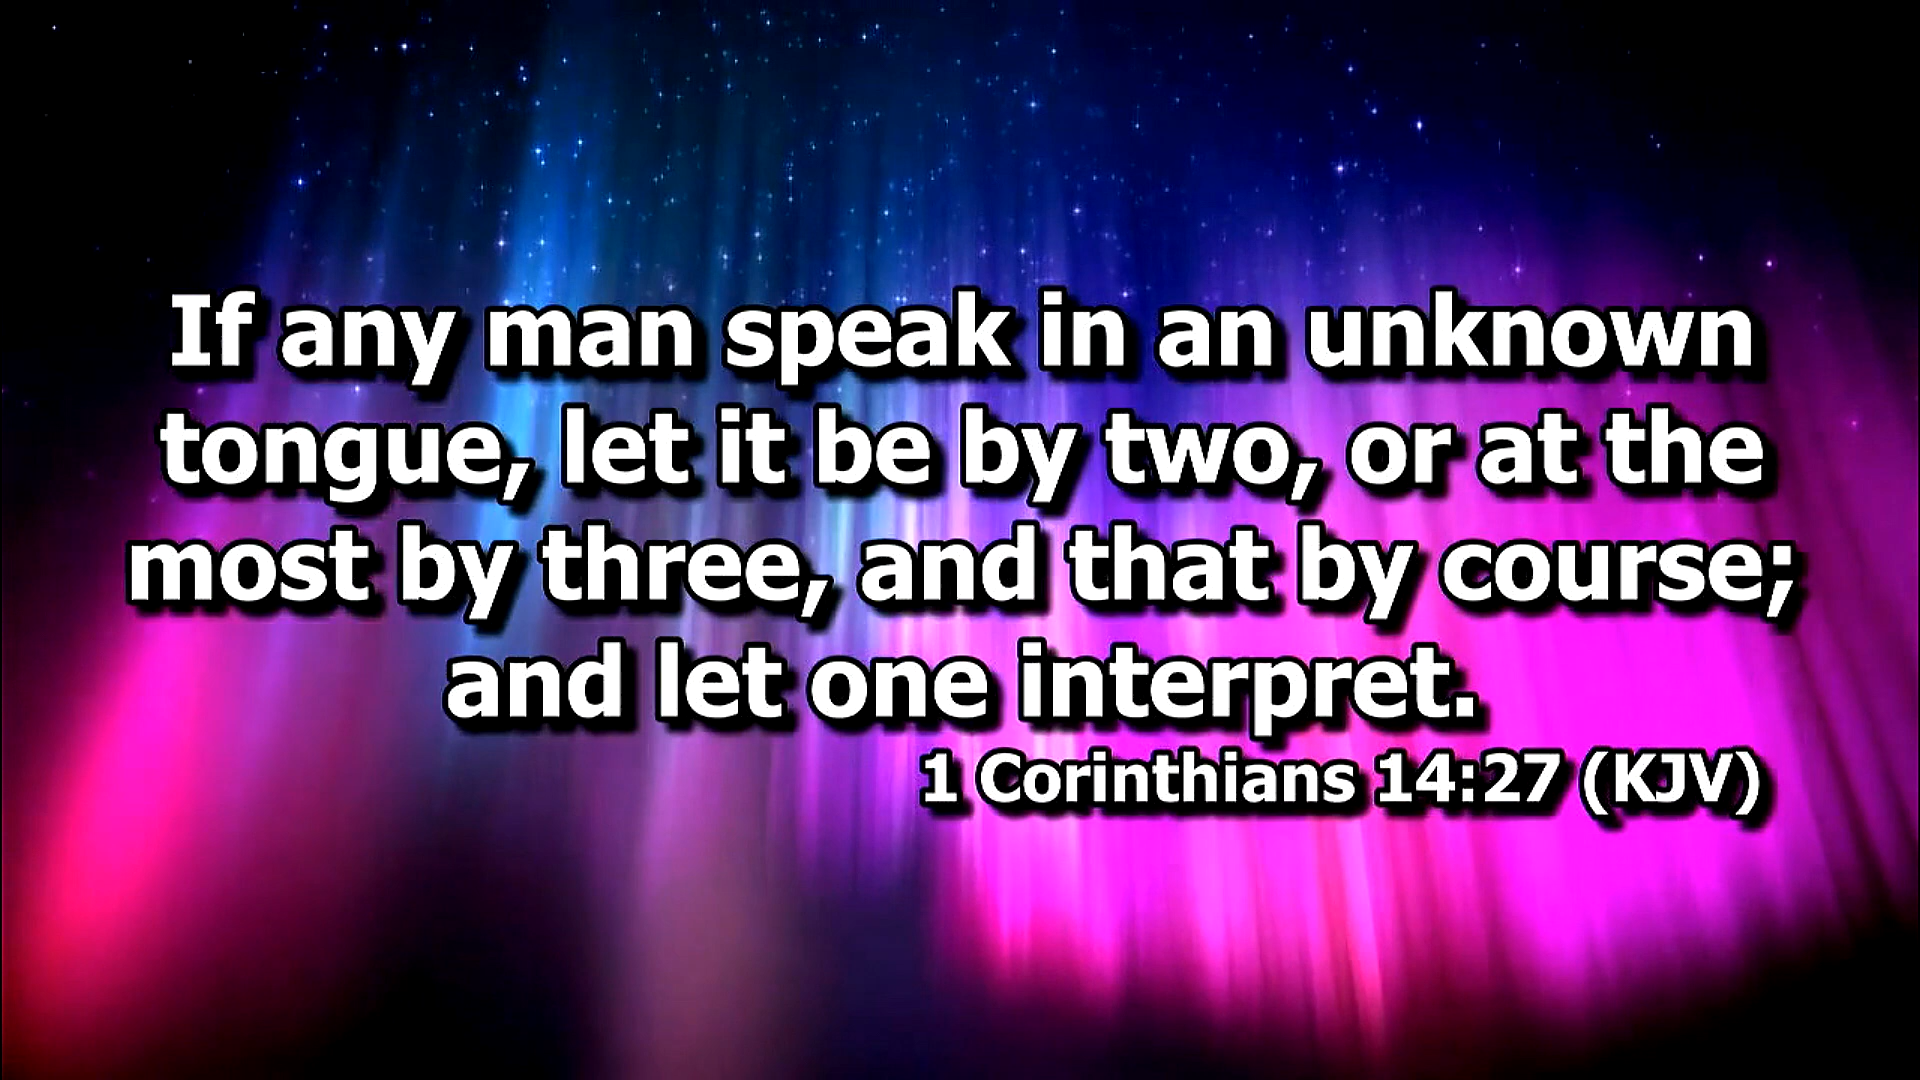 If any man speak in an unknown
tongue, let it be by two, or at the
most by three, and that by course;
and let one interpret.
1 Corinthians 14:27 (KJV)